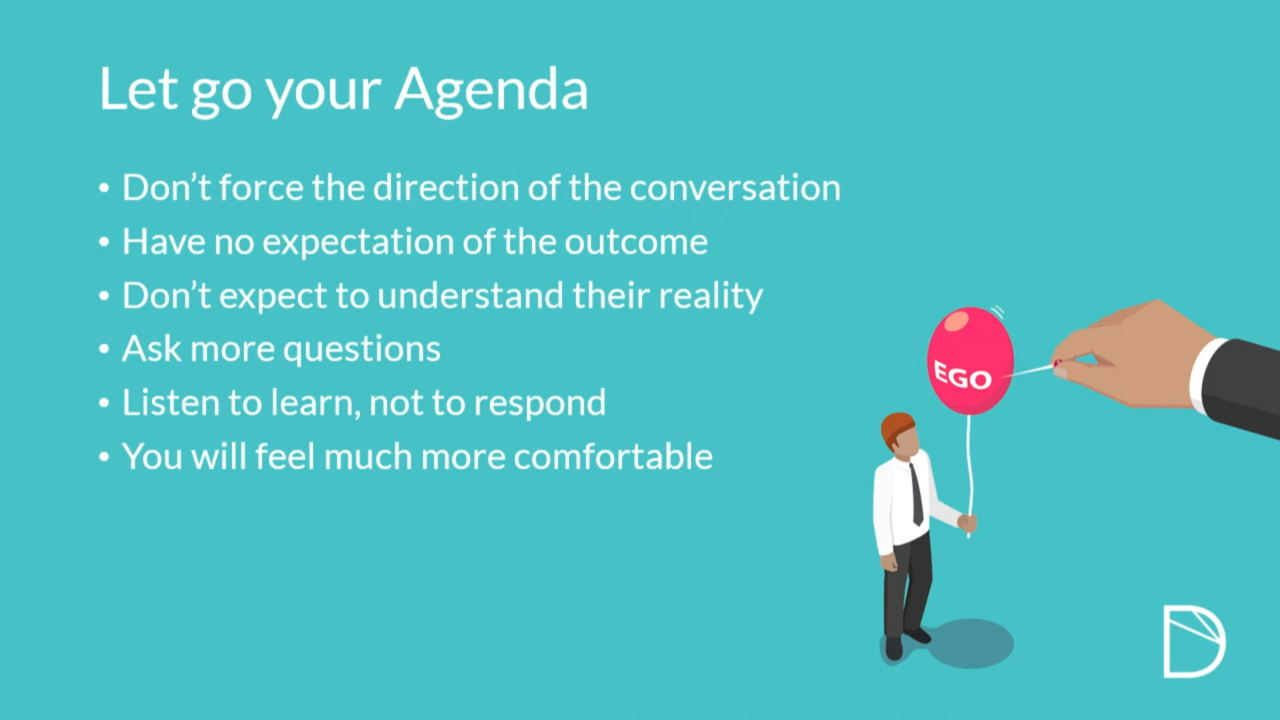 Let go your Agenda
• Don’t force the direction of the conversation
• Have no expectation of the outcome
• Don’t expect to understand their reality
• Ask more questions
• Listen to learn, not to respond
• You will feel much more comfortable
EGO
D